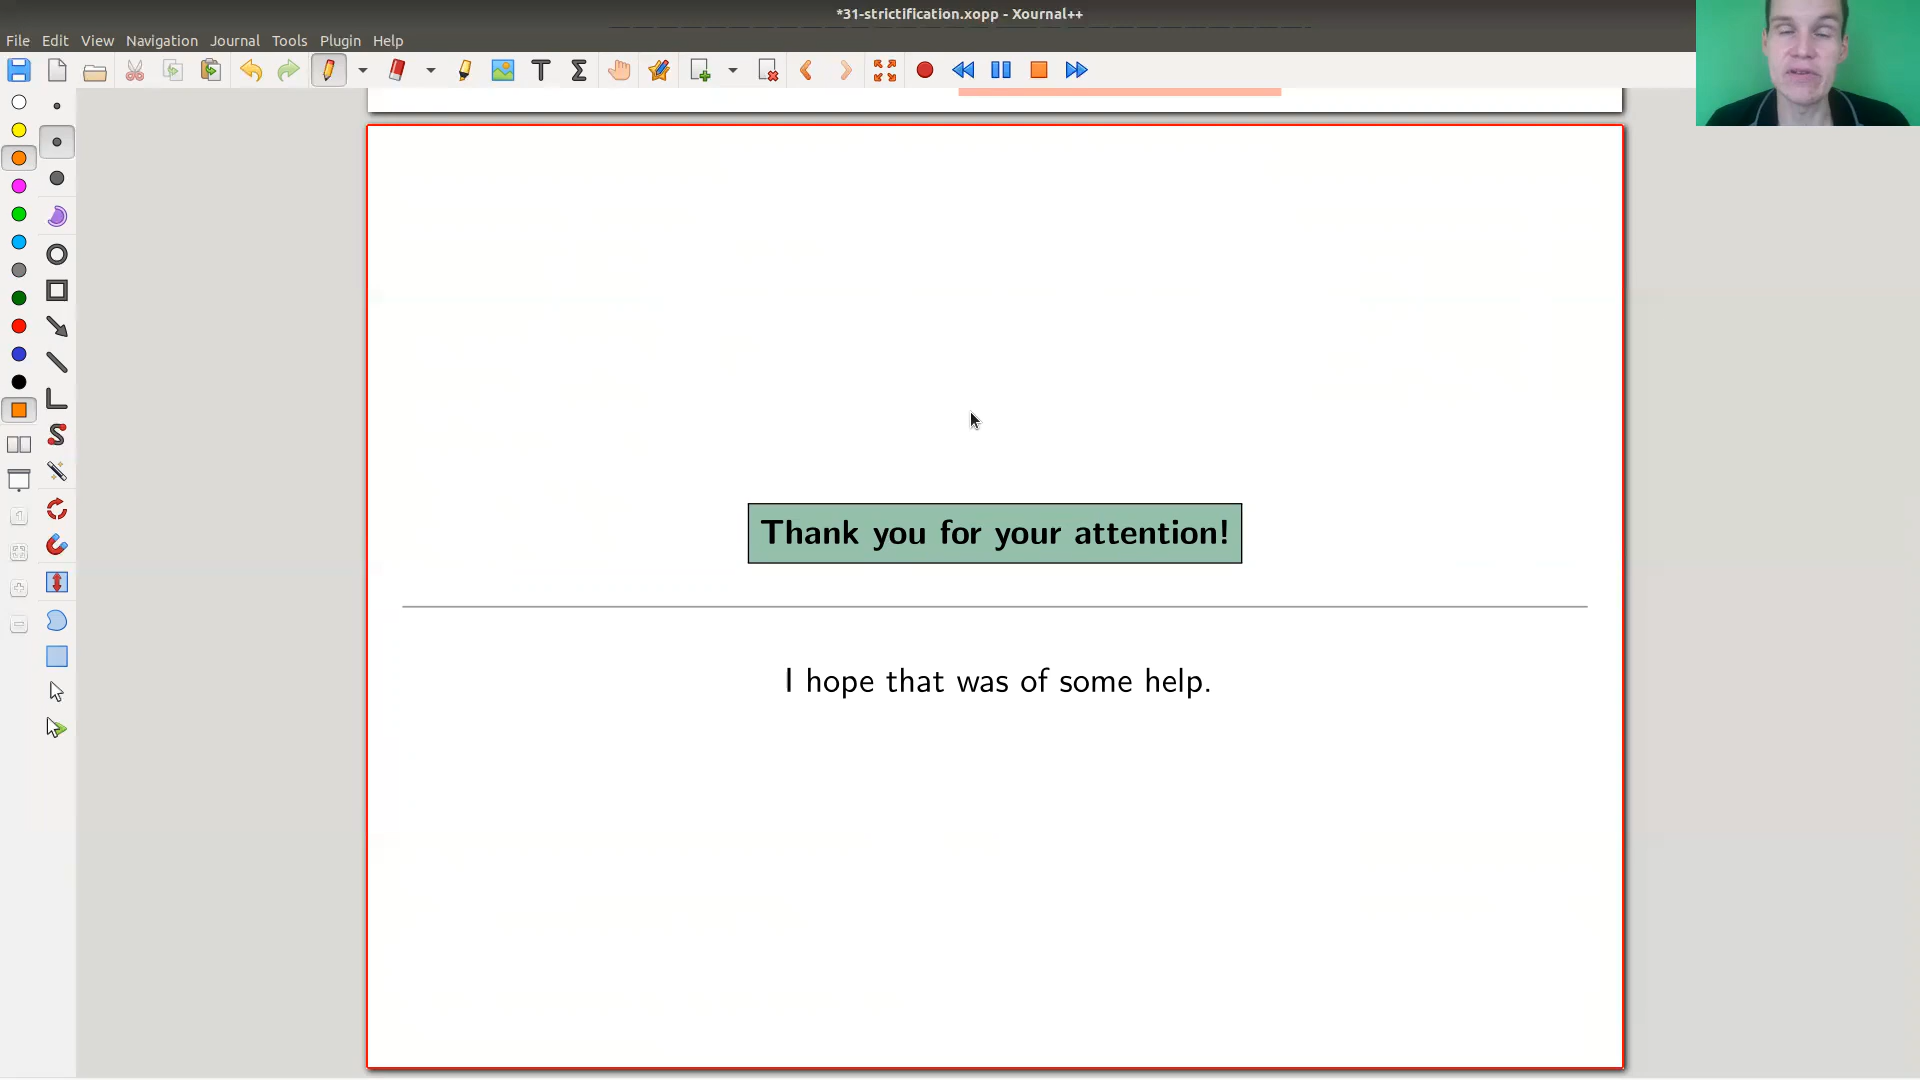 *31-strictification.xopp - Xournal++
File Edit View Navigation Journal Tools Plugin Help
Thank you for your attention!
I hope that was of some help.